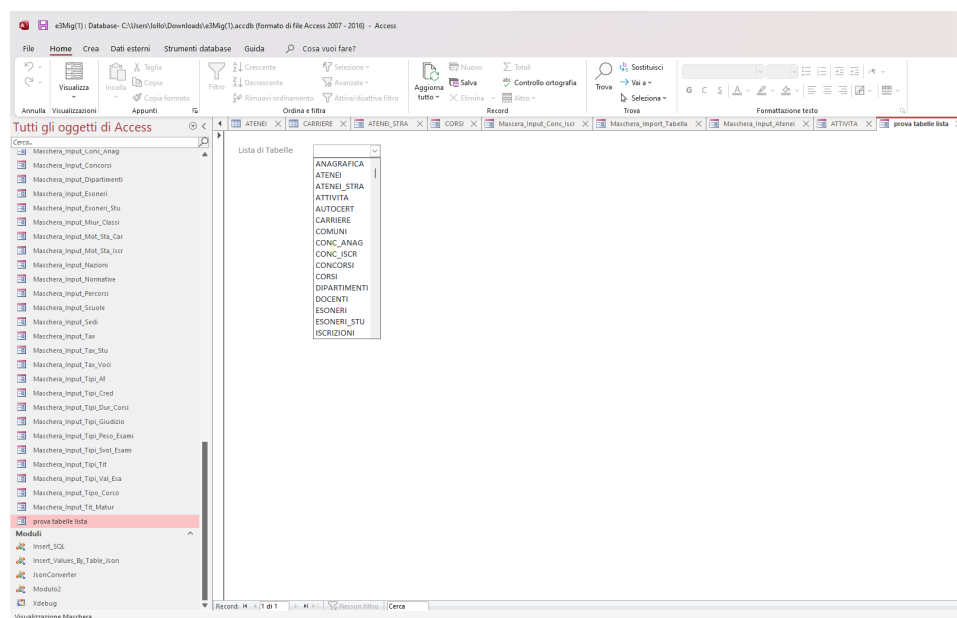 e3Mig(1) : Database- C:\Users\lollo\Downloads\e3Mig(1).accdb (formato di file Access 2007 - 2016) - Access
File Home Crea Dati esterni Strumenti database Guida Cosa vuoi fare?
Visualizza
Incolla
Taglia
Copia
Copia formato
Filtro
Crescente
Decrescente
Rimuovi ordinamento
Selezione
Avanzate
Attiva/disattiva filtro
Aggiorna tutto
Nuovo
Salva
Elimina
Totali
Controllo ortografia
Altro
Trova
Sostituisci
Vai a
Seleziona
G C S A
Annulla Visualizzazioni Appunti Ordina e filtra Record Trova Formattazione testo
Tutti gli oggetti di Access
ATENEI CARRIERE ATENEI_STRA CORSI Mascera_Input_Conc_Iscr Maschera_Import_Tabella Maschera_Input_Atenei ATTIVITA prova tabelle lista
Cerca..
Maschera_Input_Conc_Anag
Maschera_Input_Concorsi
Maschera_Input_Dipartimenti
Maschera_Input_Esoneri
Maschera_Input_Esoneri_Stu
Maschera_Input_Miur_Classi
Maschera_Input_Mot_Sta_Car
Maschera_Input_Mot_Sta_Iscr
Maschera_Input_Nazioni
Maschera_Input_Normative
Maschera_Input_Percorsi
Maschera_Input_Scuole
Maschera_Input_Sedi
Maschera_Input_Tax
Maschera_Input_Tax_Stu
Maschera_Input_Tax_Voci
Maschera_Input_Tipi_Af
Maschera_Input_Tipi_Cred
Maschera_Input_Tipi_Dur_Corsi
Maschera_Input_Tipi_Giudizio
Maschera_Input_Tipi_Peso_Esami
Maschera_Input_Tipi_Svol_Esami
Maschera_Input_Tipi_Tit
Maschera_Input_Tipi_Val_Esa
Maschera_Input_Tipo_Corso
Maschera_Input_Tit_Matur
prova tabelle lista
Moduli
Insert_SQL
Insert_Values_By_Table_Json
JsonConverter
Modulo2
Xdebug
Lista di Tabelle
ANAGRAFICA
ATENEI
ATENEI_STRA
ATTIVITA
AUTOCERT
CARRIERE
COMUNI
CONC_ANAG
CONC_ISCR
CONCORSI
CORSI
DIPARTIMENTI
DOCENTI
ESONERI
ESONERI_STU
ISCRIZIONI
Record: 1 di 1 Nessun filtro Cerca
Visualizzazione Maschera